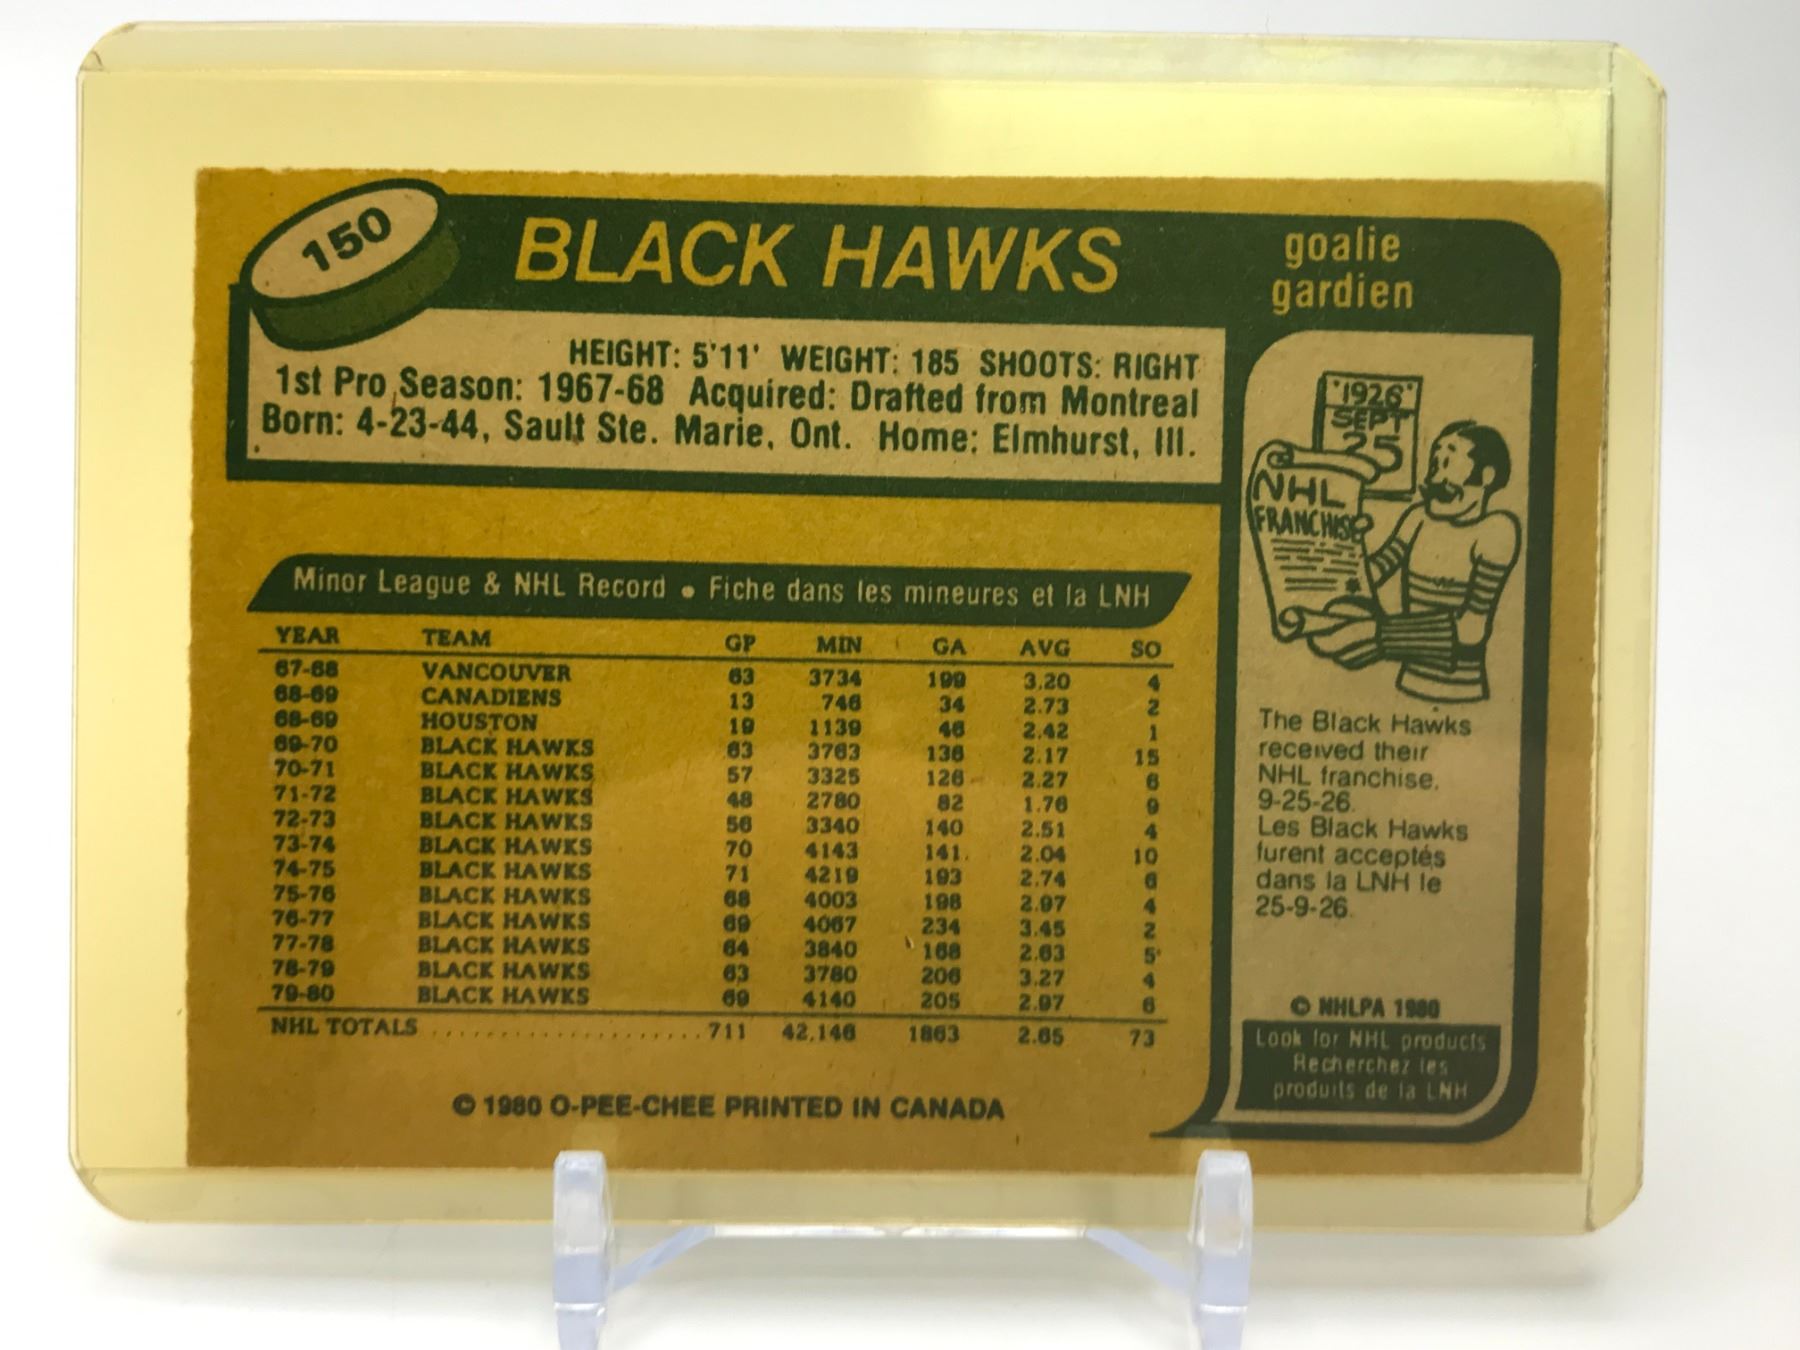 150
BLACK HAWKS
goalie
gardien
HEIGHT: 5'11' WEIGHT: 185 SHOOTS: RIGHT
1st Pro Season: 1967-68 Acquired: Drafted from Montreal
Born: 4-23-44, Sault Ste. Marie, Ont. Home: Elmhurst, Ill.
"1926"
SEPT
25
NHL
FRANCHISE
Minor League & NHL Record • Fiche dans les mineures et la LNH
YEAR TEAM GP MIN GA AVG SO
67-68 VANCOUVER 63 3734 199 3.20 4
68-69 CANADIENS 13 746 34 2.73 2
68-69 HOUSTON 19 1139 46 2.42 1
69-70 BLACK HAWKS 63 3763 136 2.17 15
70-71 BLACK HAWKS 57 3325 126 2.27 6
71-72 BLACK HAWKS 48 2780 82 1.76 9
72-73 BLACK HAWKS 56 3340 140 2.51 4
73-74 BLACK HAWKS 70 4143 141 2.04 10
74-75 BLACK HAWKS 71 4219 193 2.74 6
75-76 BLACK HAWKS 68 4003 198 2.97 4
76-77 BLACK HAWKS 69 4067 234 3.45 2
77-78 BLACK HAWKS 64 3840 168 2.63 5
78-79 BLACK HAWKS 63 3780 206 3.27 4
79-80 BLACK HAWKS 69 4140 205 2.97 6
NHL TOTALS ........................ 711 42,146 1863 2.65 73
© 1980 O-PEE-CHEE PRINTED IN CANADA
The Black Hawks
received their
NHL franchise,
9-25-26.
Les Black Hawks
furent acceptés
dans la LNH le
25-9-26.
© NHLPA 1980
Look for NHL products
Recherchez les
produits de la LNH